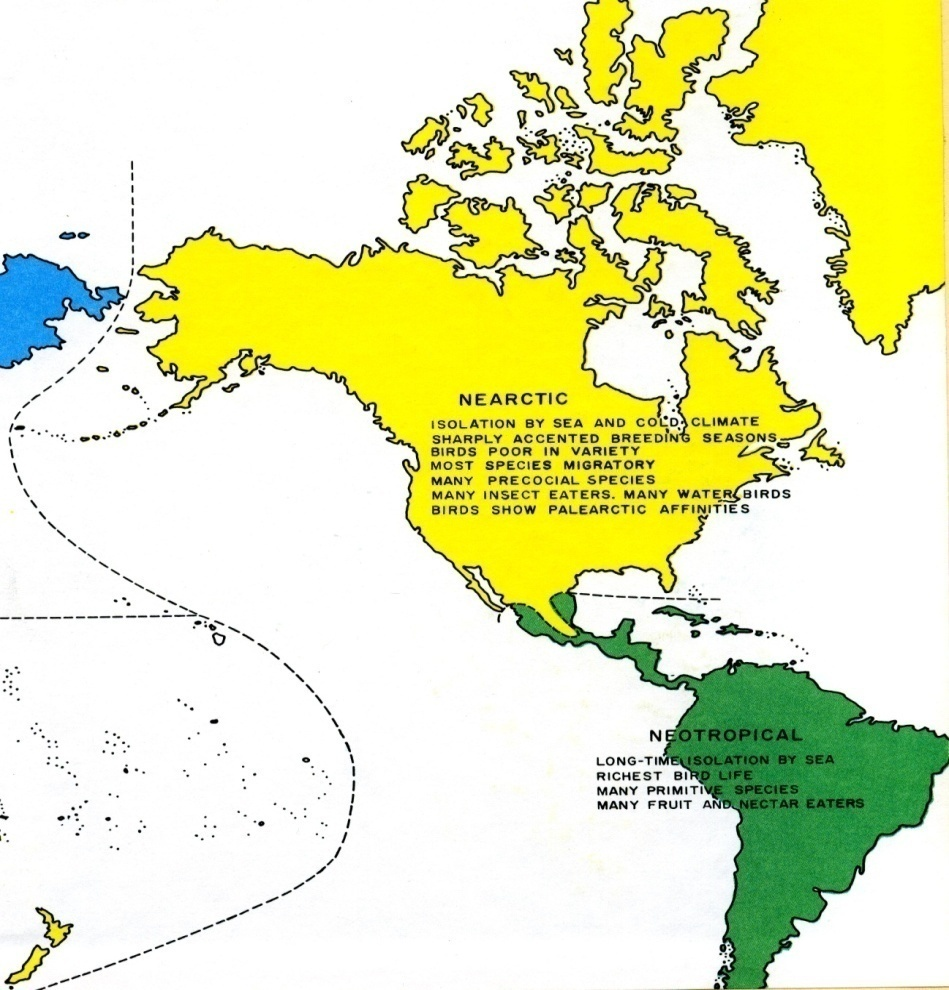 NEARCTIC
ISOLATION BY SEA AND COLD CLIMATE
SHARPLY ACCENTED BREEDING SEASONS
BIRDS POOR IN VARIETY
MOST SPECIES MIGRATORY
MANY PRECOCIAL SPECIES
MANY INSECT EATERS. MANY WATER BIRDS
BIRDS SHOW PALEARCTIC AFFINITIES
NEOTROPICAL
LONG-TIME ISOLATION BY SEA
RICHEST BIRD LIFE
MANY PRIMITIVE SPECIES
MANY FRUIT AND NECTAR EATERS